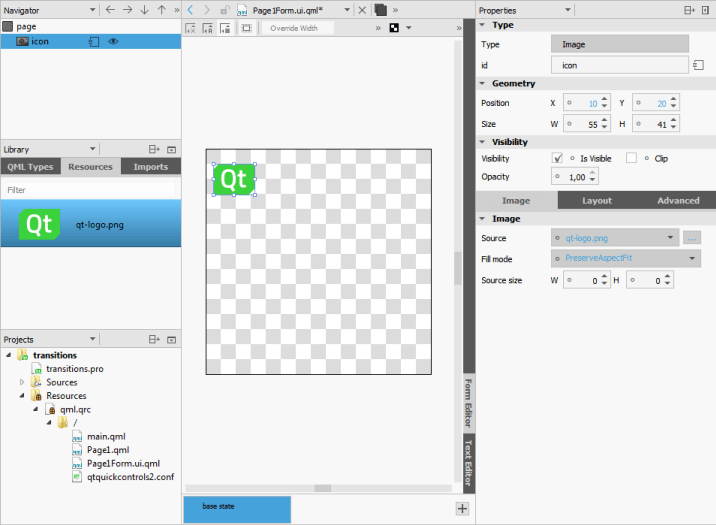 Navigator
page
icon
Library
QML Types Resources Imports
Filter
Qt qt-logo.png
Projects
transitions
transitions.pro
Sources
Resources
qml.qrc
/
main.qml
Page1.qml
Page1Form.ui.qml
qtquickcontrols2.conf
Page1Form.ui.qml*
Override Width
Qt
base state
Form Editor
Text Editor
Properties
Type
Type Image
id icon
Geometry
Position X 10 Y 20
Size W 55 H 41
Visibility
Visibility Is Visible Clip
Opacity 1,00
Image Layout Advanced
Image
Source qt-logo.png ...
Fill mode PreserveAspectFit
Source size W 0 H 0